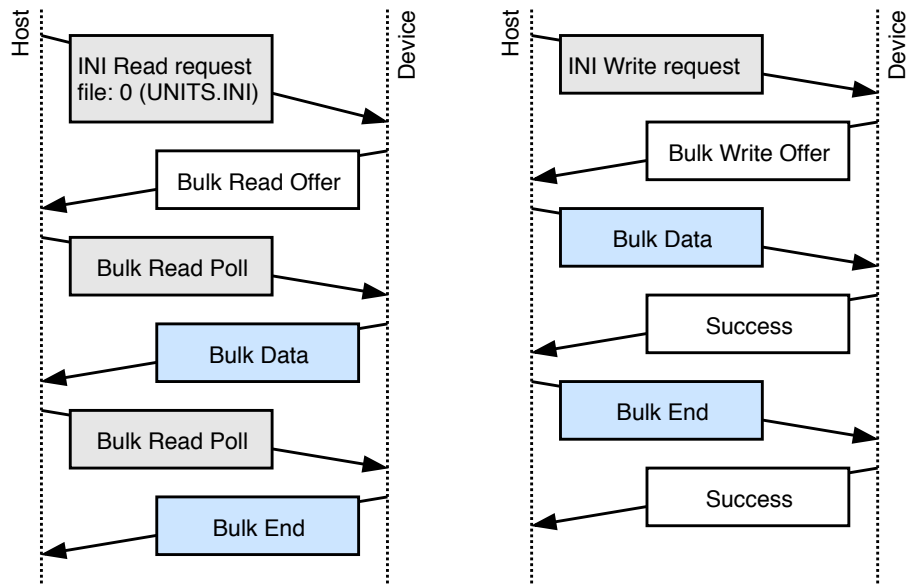 Host
Device
INI Read request
file: 0 (UNITS.INI)
Bulk Read Offer
Bulk Read Poll
Bulk Data
Bulk Read Poll
Bulk End
Host
Device
INI Write request
Bulk Write Offer
Bulk Data
Success
Bulk End
Success